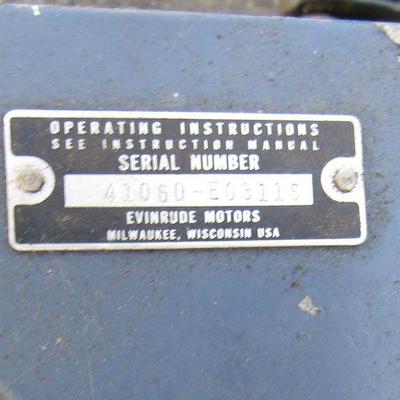 OPERATING INSTRUCTIONS
SEE INSTRUCTION MANUAL
SERIAL NUMBER
41060-E03116
EVINRUDE MOTORS
MILWAUKEE, WISCONSIN USA